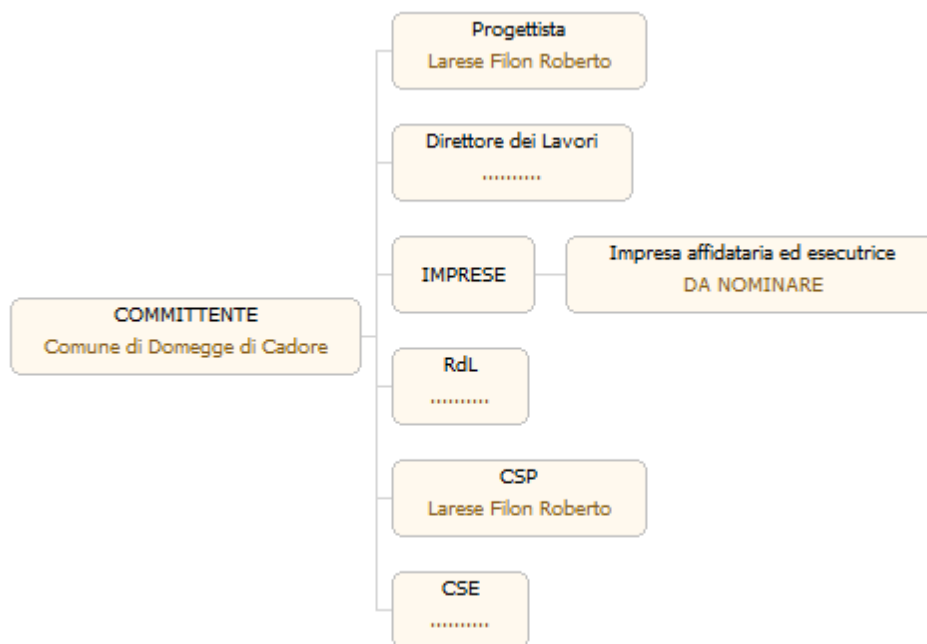 Progettista
Larese Filon Roberto
Direttore dei Lavori
..........
IMPRESE
Impresa affidataria ed esecutrice
DA NOMINARE
COMMITTENTE
Comune di Domegge di Cadore
RdL
..........
CSP
Larese Filon Roberto
CSE
..........